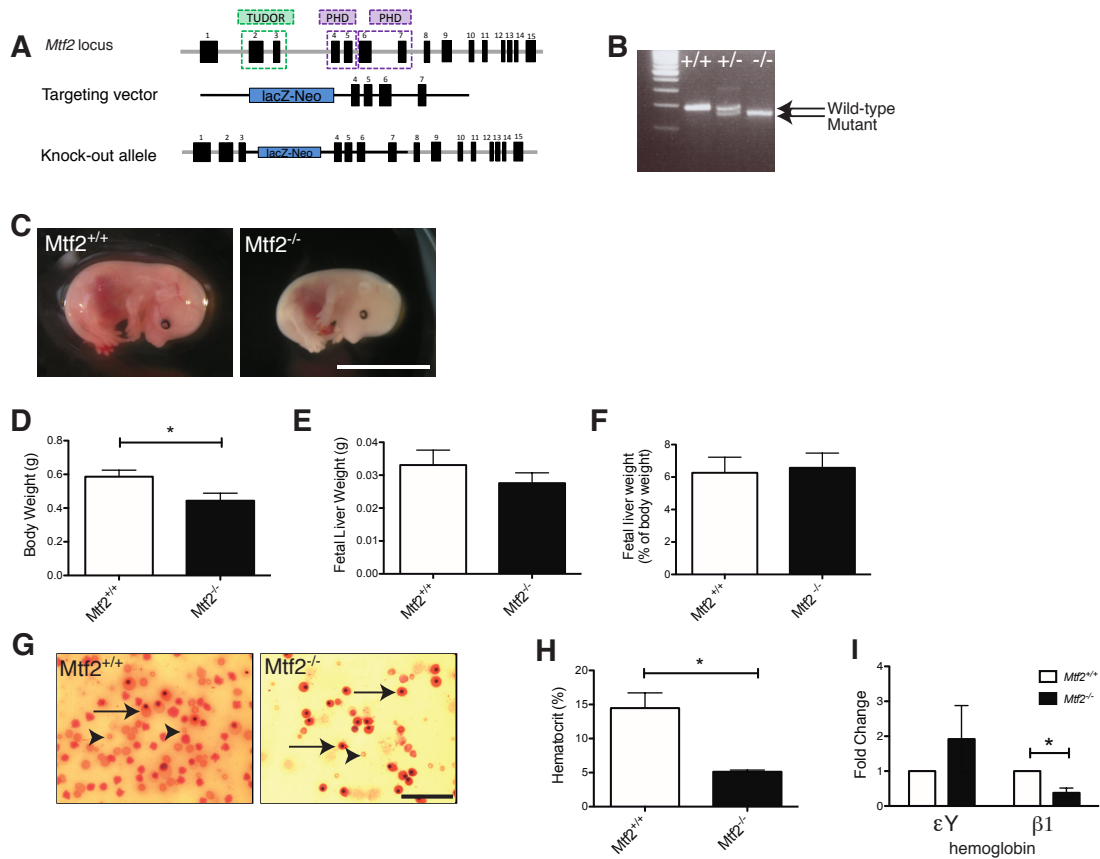 A
TUDOR PHD PHD
Mtf2 locus
1 2 3 4 5 6 7 8 9 10 11 12 13 14 15
Targeting vector
lacZ-Neo
4 5 6 7
Knock-out allele
1 2 3 4 5 6 7 8 9 10 11 12 13 14 15
lacZ-Neo
B
+/+ +/- -/-
Wild-type
Mutant
C
Mtf2+/+
Mtf2-/-
D
Body Weight (g)
0.8
0.6
0.4
0.2
0.0
*
Mtf2+/+
Mtf2-/-
E
Fetal Liver Weight (g)
0.04
0.03
0.02
0.01
0.00
Mtf2+/+
Mtf2-/-
F
Fetal liver weight
(% of body weight)
8
6
4
2
0
Mtf2+/+
Mtf2-/-
G
Mtf2+/+
Mtf2-/-
H
Hematocrit (%)
20
15
10
5
0
*
Mtf2+/+
Mtf2-/-
I
Fold Change
4
3
2
1
0
Mtf2+/+
Mtf2-/-
*
εY β1
hemoglobin